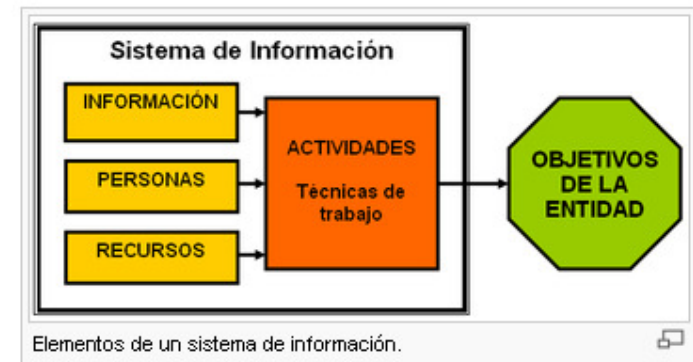 Sistema de Información
INFORMACIÓN
PERSONAS
RECURSOS
ACTIVIDADES
Técnicas de
trabajo
OBJETIVOS
DE LA
ENTIDAD
Elementos de un sistema de información.